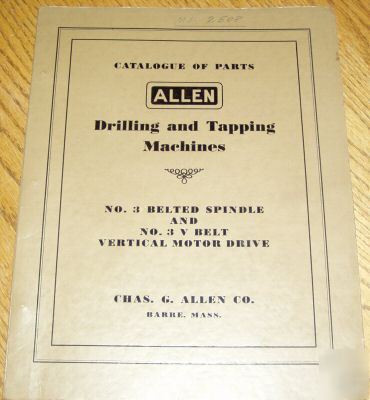 CATALOGUE OF PARTS
ALLEN
Drilling and Tapping
Machines
NO. 3 BELTED SPINDLE
AND
NO. 3 V BELT
VERTICAL MOTOR DRIVE
CHAS. G. ALLEN CO.
BARRE, MASS.